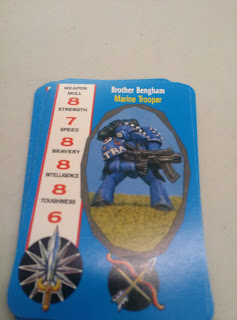 Brother Bengham
Marine Trooper
WEAPON
SKILL
8
STRENGTH
7
SPEED
8
BRAVERY
8
INTELLIGENCE
8
TOUGHNESS
6